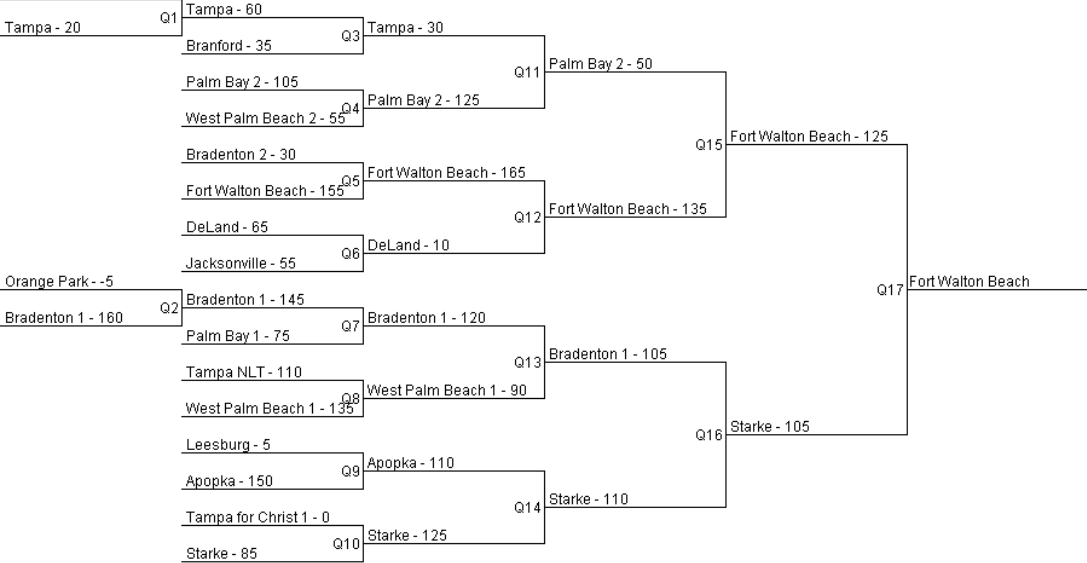 Tampa - 60
Q1
Tampa - 20
Tampa - 30
Q3
Branford - 35
Palm Bay 2 - 50
Q11
Palm Bay 2 - 105
Palm Bay 2 - 125
Q4
West Palm Beach 2 - 55
Fort Walton Beach - 125
Q15
Bradenton 2 - 30
Fort Walton Beach - 165
Q5
Fort Walton Beach - 155
Fort Walton Beach - 135
Q12
DeLand - 65
DeLand - 10
Q6
Jacksonville - 55
Orange Park - -5
Fort Walton Beach
Q17
Bradenton 1 - 145
Q2
Bradenton 1 - 160
Bradenton 1 - 120
Q7
Palm Bay 1 - 75
Bradenton 1 - 105
Q13
Tampa NLT - 110
West Palm Beach 1 - 90
Q8
West Palm Beach 1 - 135
Starke - 105
Q16
Leesburg - 5
Apopka - 110
Q9
Apopka - 150
Starke - 110
Q14
Tampa for Christ 1 - 0
Starke - 125
Q10
Starke - 85